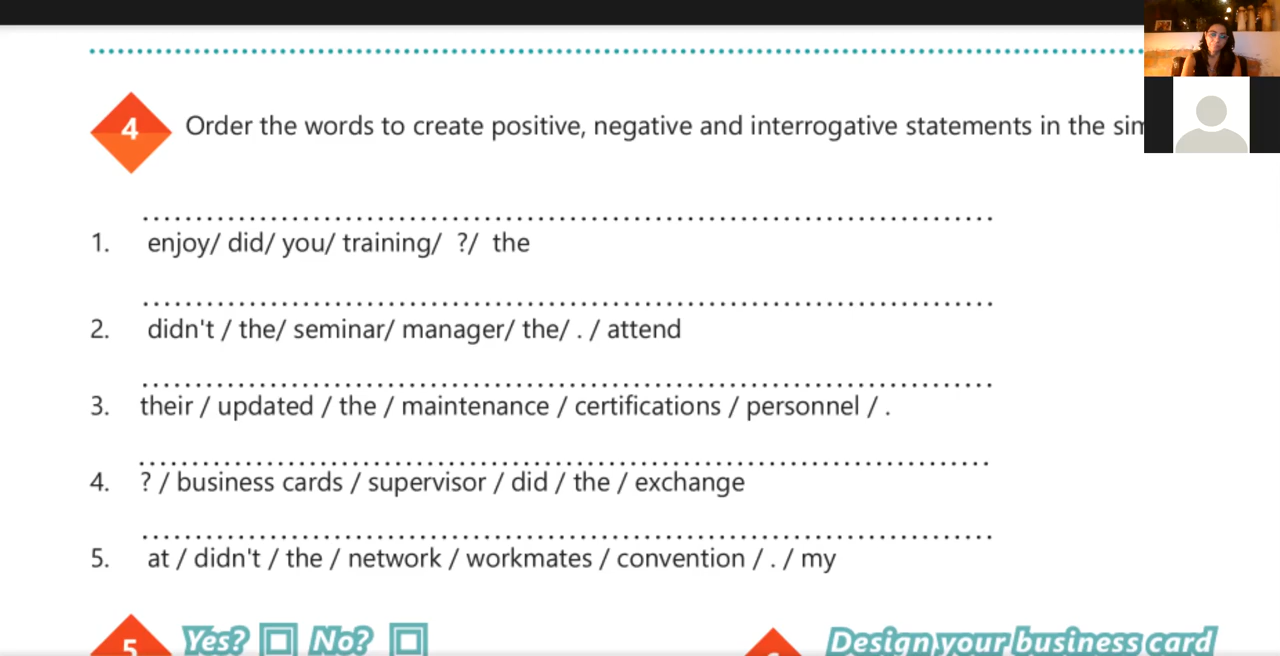 4
Order the words to create positive, negative and interrogative statements in the
1. enjoy/ did/ you/ training/ ?/ the
2. didn't / the/ seminar/ manager/ the/ . / attend
3. their / updated / the / maintenance / certifications / personnel / .
4. ? / business cards / supervisor / did / the / exchange
5. at / didn't / the / network / workmates / convention / . / my
5 Yes? No? Design your business card